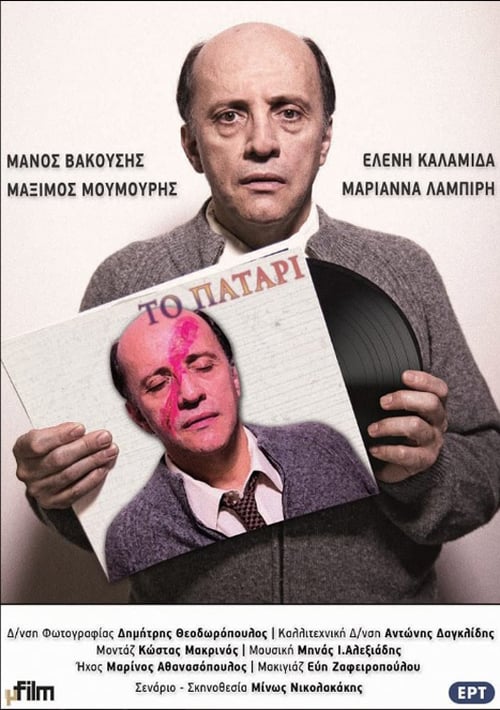 ΜΑΝΟΣ ΒΑΚΟΥΣΗΣ
ΜΑΞΙΜΟΣ ΜΟΥΜΟΥΡΗΣ
ΕΛΕΝΗ ΚΑΛΑΜΙΔΑ
ΜΑΡΙΑΝΝΑ ΛΑΜΠΙΡΗ
ΤΟ ΠΑΤΑΡΙ
Δ/νση Φωτογραφίας Δημήτρης Θεοδωρόπουλος | Καλλιτεχνική Δ/νση Αντώνης Δαγκλίδης
Μοντάζ Κώστας Μακρινός | Μουσική Μηνάς Ι.Αλεξιάδης
Ήχος Μαρίνος Αθανασόπουλος | Μακιγιάζ Εύη Ζαφειροπούλου
Σενάριο - Σκηνοθεσία Μίνως Νικολακάκης
μfilm
ΕΡΤ